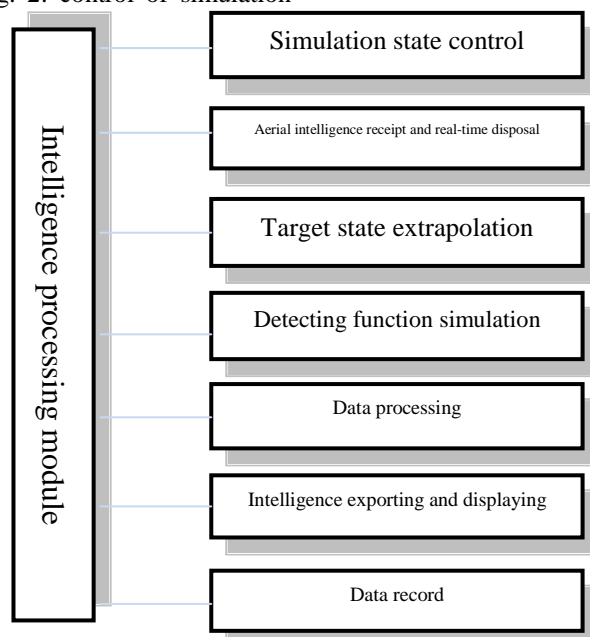 g. 2. control of simulation
Simulation state control
Aerial intelligence receipt and real-time disposal
Intelligence processing module
Target state extrapolation
Detecting function simulation
Data processing
Intelligence exporting and displaying
Data record